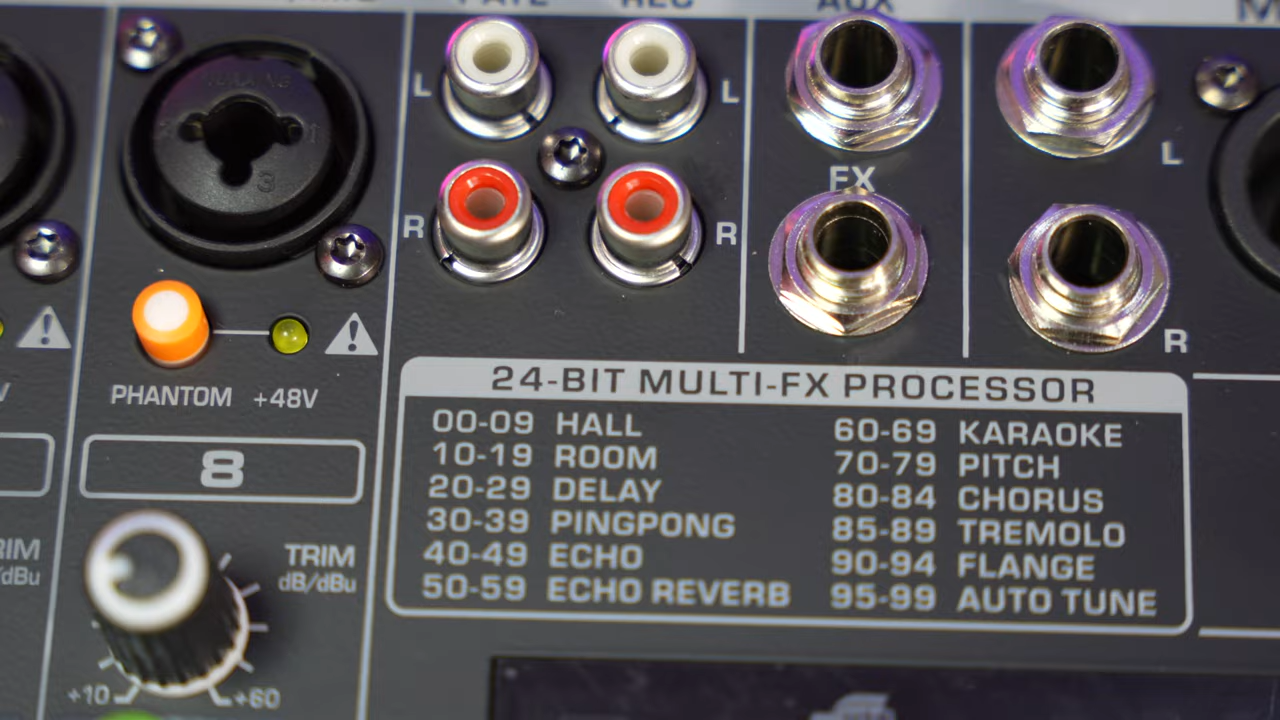 AUX
L
L
L
3
FX
R
R
R
PHANTOM +48V
8
TRIM
dB/dBu
+10
+60
24-BIT MULTI-FX PROCESSOR
00-09 HALL
10-19 ROOM
20-29 DELAY
30-39 PINGPONG
40-49 ECHO
50-59 ECHO REVERB
60-69 KARAOKE
70-79 PITCH
80-84 CHORUS
85-89 TREMOLO
90-94 FLANGE
95-99 AUTO TUNE